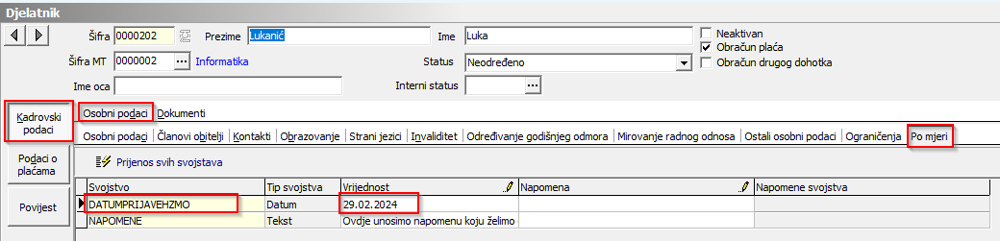 Djelatnik
Šifra 0000202 Prezime Lukanić Ime Luka Neaktivan
Obračun plaća
Šifra MT 0000002 ... Informatika Status Neodređeno Obračun drugog dohotka
Ime oca Interni status ...
Kadrovski podaci
Osobni podaci Dokumenti
Osobni podaci Članovi obitelji Kontakti Obrazovanje Strani jezici Invaliditet Određivanje godišnjeg odmora Mirovanje radnog odnosa Ostali osobni podaci Ograničenja Po mjeri
Podaci o plaćama
Prijenos svih svojstava
Povijest
Svojstvo Tip svojstva Vrijednost Napomena Napomene svojstva
DATUMPRIJAVEHZMO Datum 29.02.2024
NAPOMENE Tekst Ovdje unosimo napomenu koju želimo